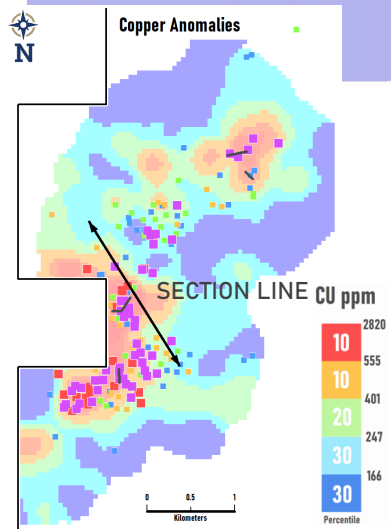 Copper Anomalies
N
SECTION LINE
CU ppm
2820
10
555
10
401
20
247
30
166
30
Percentile
0 0.5 1
Kilometers